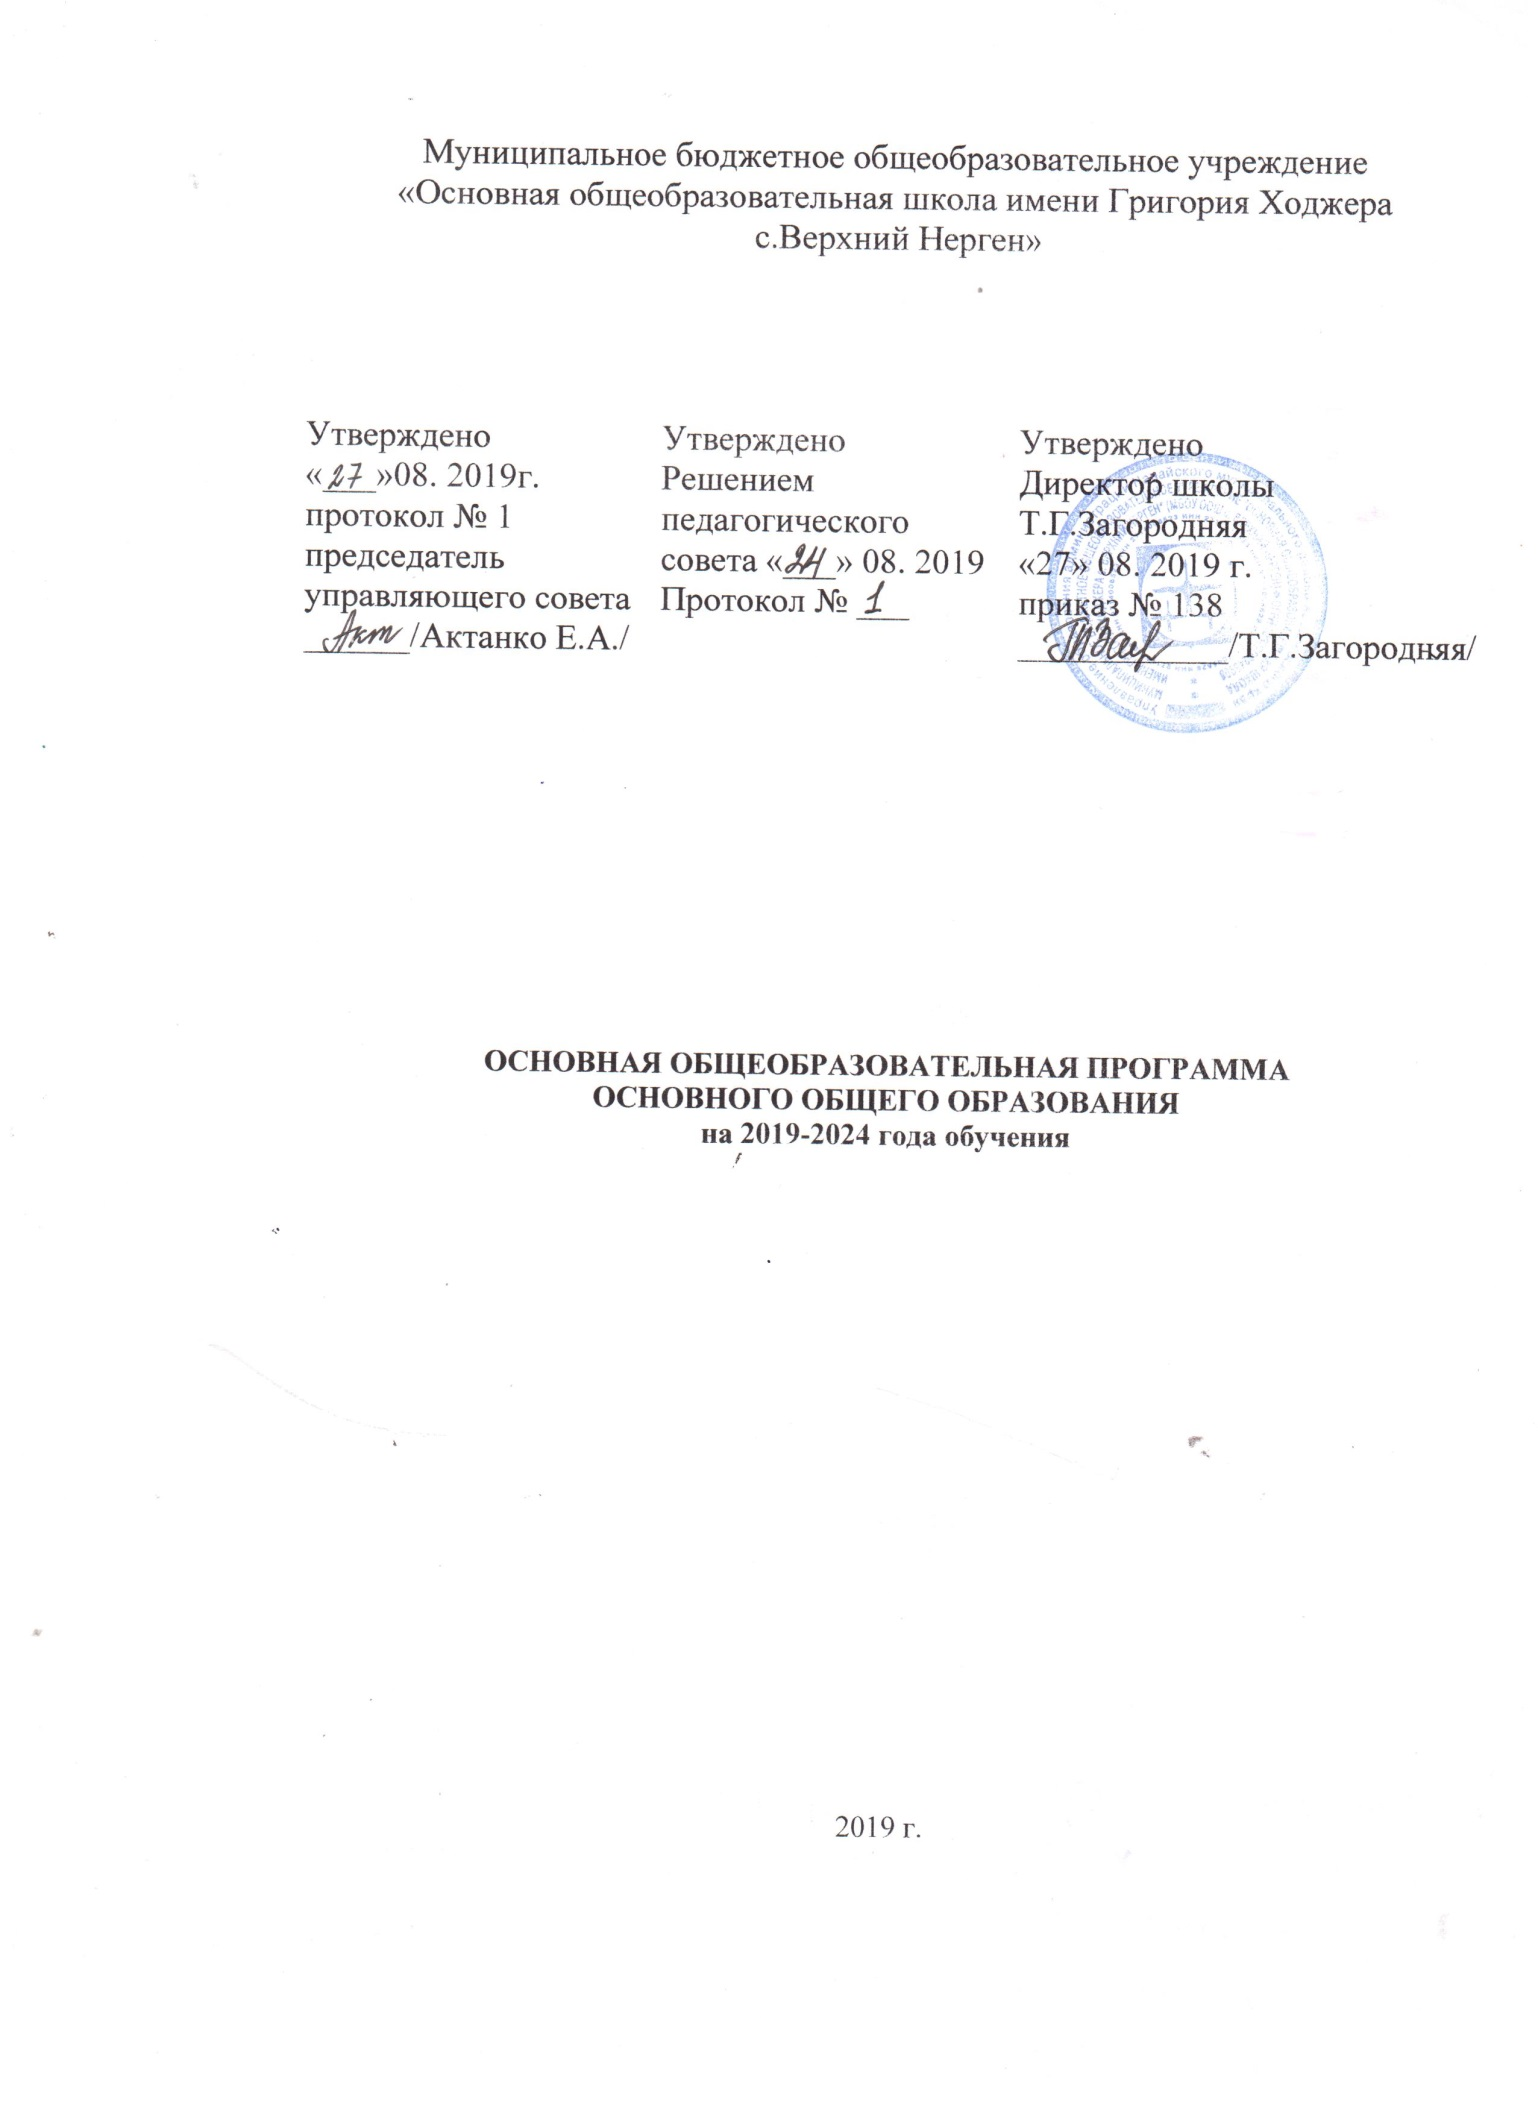 Муниципальное бюджетное общеобразовательное учреждение
«Основная общеобразовательная школа имени Григория Ходжера
с.Верхний Нерген»
Утверждено
«27»08. 2019г.
протокол № 1
председатель
управляющего совета
/Актанко Е.А./
Утверждено
Решением
педагогического
совета «24» 08. 2019
Протокол № 1
Утверждено
Директор школы
Т.Г.Загородняя
«27» 08. 2019 г.
приказ № 138
/Т.Г.Загородняя/
ОСНОВНАЯ ОБЩЕОБРАЗОВАТЕЛЬНАЯ ПРОГРАММА
ОСНОВНОГО ОБЩЕГО ОБРАЗОВАНИЯ
на 2019-2024 года обучения
2019 г.